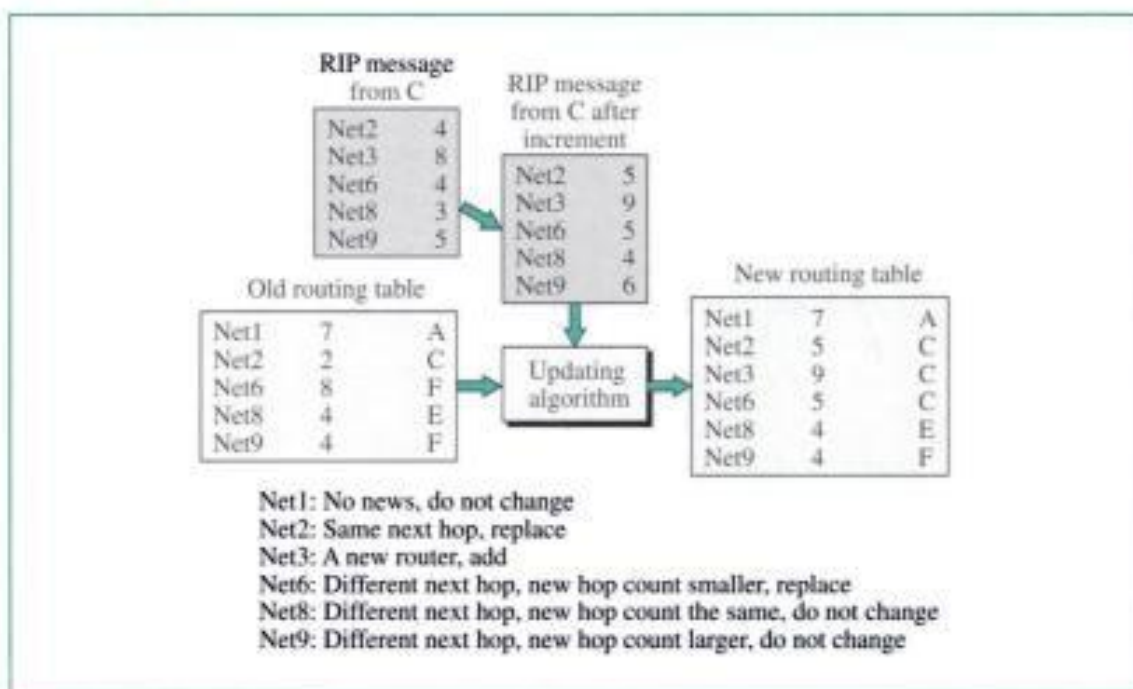 RIP message
from C
Net2 4
Net3 8
Net6 4
Net8 3
Net9 5
RIP message
from C after
increment
Net2 5
Net3 9
Net6 5
Net8 4
Net9 6
Old routing table
Net1 7 A
Net2 2 C
Net6 8 F
Net8 4 E
Net9 4 F
Updating
algorithm
New routing table
Net1 7 A
Net2 5 C
Net3 9 C
Net6 5 C
Net8 4 E
Net9 4 F
Net1: No news, do not change
Net2: Same next hop, replace
Net3: A new router, add
Net6: Different next hop, new hop count smaller, replace
Net8: Different next hop, new hop count the same, do not change
Net9: Different next hop, new hop count larger, do not change